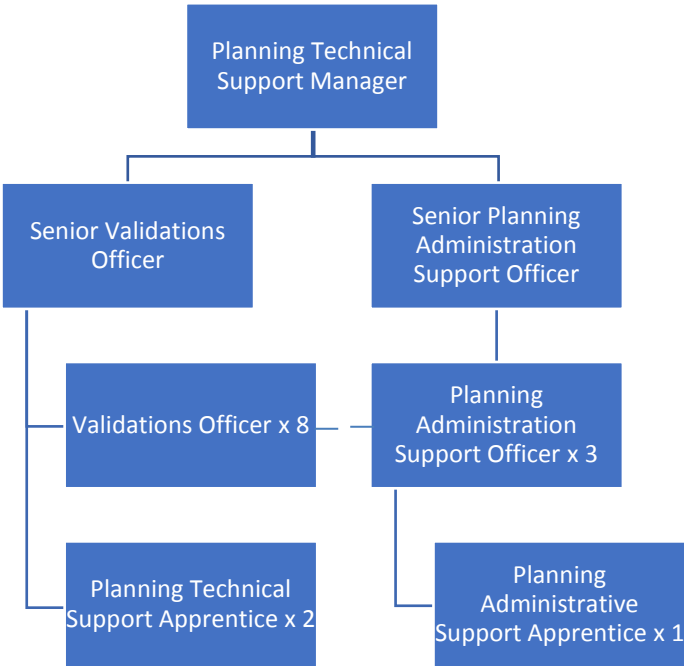 Planning Technical
Support Manager
Senior Validations
Officer
Senior Planning
Administration
Support Officer
Validations Officer x 8
Planning
Administration
Support Officer x 3
Planning Technical
Support Apprentice x 2
Planning
Administrative
Support Apprentice x 1